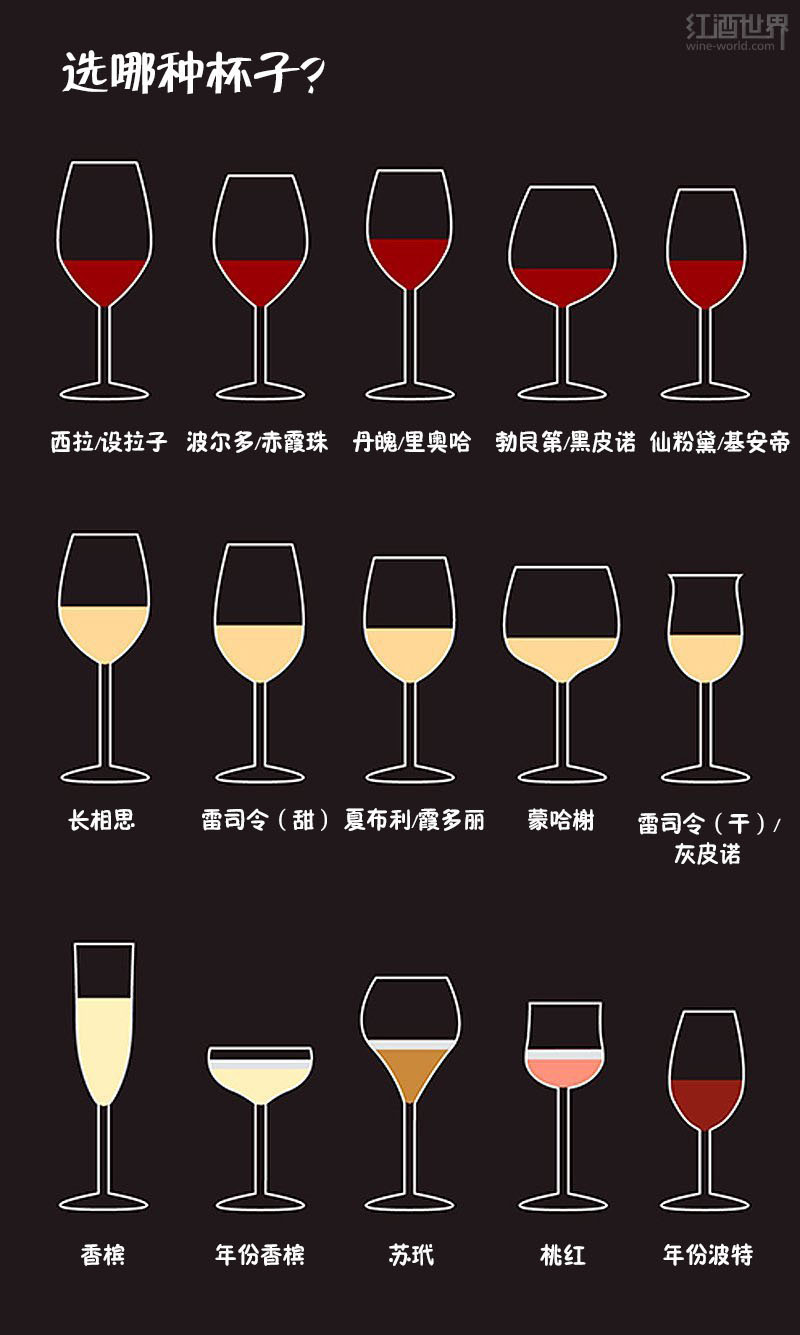 红酒世界
wine-world.com
选哪种杯子?
西拉/设拉子
波尔多/赤霞珠
丹魄/里奥哈
勃艮第/黑皮诺
仙粉黛/基安帝
长相思
雷司令（甜）
夏布利/霞多丽
蒙哈榭
雷司令（干）/
灰皮诺
香槟
年份香槟
苏玳
桃红
年份波特